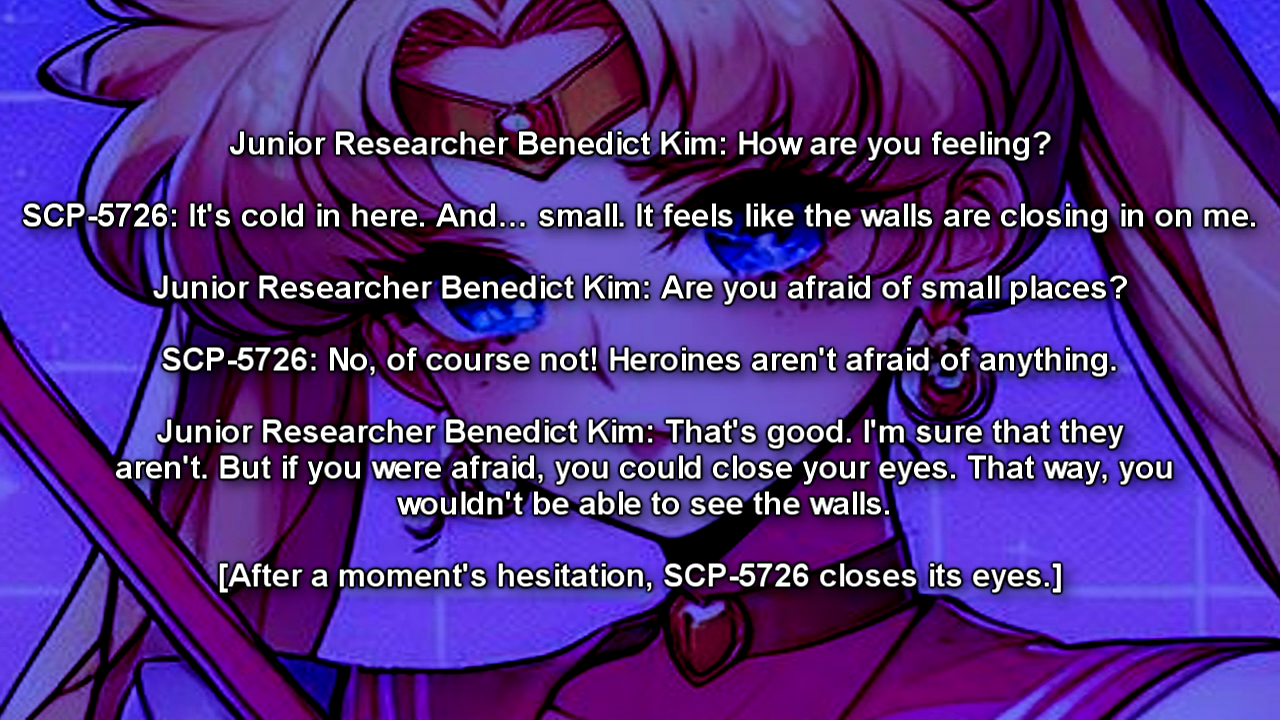 Junior Researcher Benedict Kim: How are you feeling?
SCP-5726: It's cold in here. And... small. It feels like the walls are closing in on me.
Junior Researcher Benedict Kim: Are you afraid of small places?
SCP-5726: No, of course not! Heroines aren't afraid of anything.
Junior Researcher Benedict Kim: That's good. I'm sure that they
aren't. But if you were afraid, you could close your eyes. That way, you
wouldn't be able to see the walls.
[After a moment's hesitation, SCP-5726 closes its eyes.]